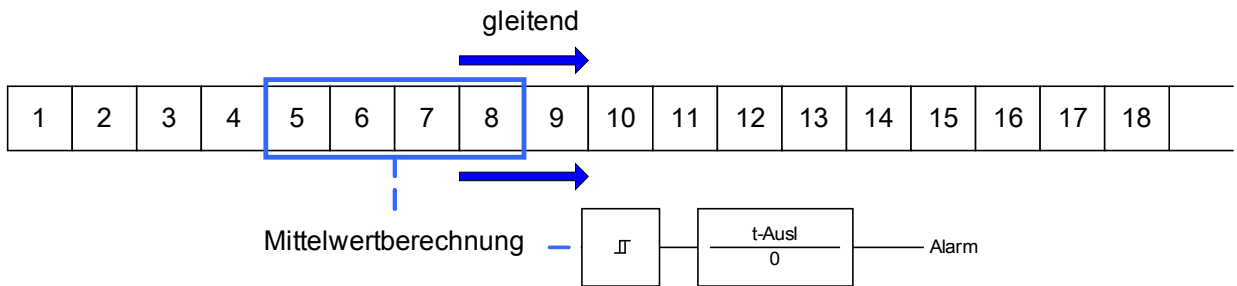 gleitend
1 2 3 4 5 6 7 8 9 10 11 12 13 14 15 16 17 18
Mittelwertberechnung
t-Ausl
0
Alarm